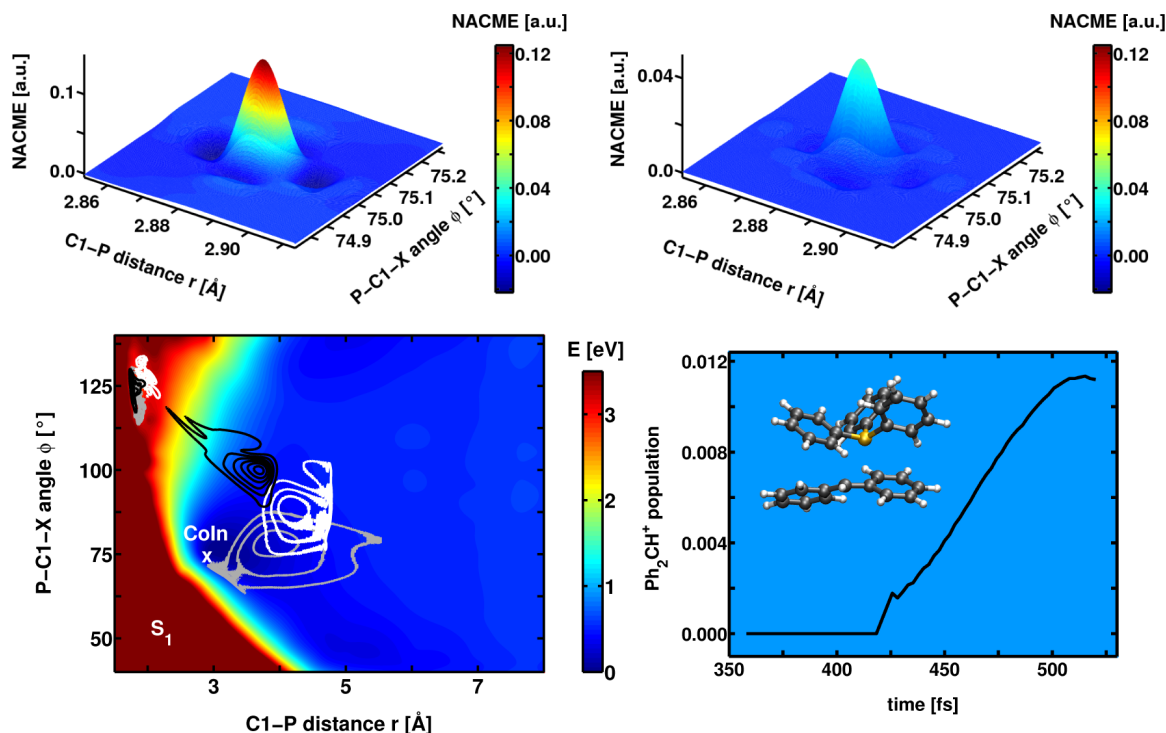 NACME [a.u.]
0.12
0.08
0.04
0.00
NACME [a.u.]
0.1
0.0
2.86
2.88
2.90
C1–P distance r [Å]
74.9
75.0
75.1
75.2
P–C1–X angle ϕ [°]
NACME [a.u.]
0.12
0.08
0.04
0.00
NACME [a.u.]
0.04
0.02
0.0
2.86
2.88
2.90
C1–P distance r [Å]
74.9
75.0
75.1
75.2
P–C1–X angle ϕ [°]
P–C1–X angle ϕ [°]
125
100
75
50
CoIn
x
S₁
3
5
7
C1–P distance r [Å]
E [eV]
3
2
1
0
Ph₂CH⁺ population
0.012
0.008
0.004
0.000
350
400
450
500
time [fs]